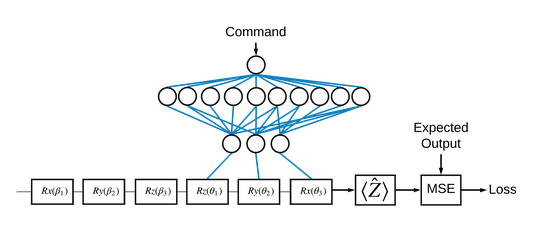 Command
Expected
Output
Rx(β₁) Ry(β₂) Rz(β₃) Rz(θ₁) Ry(θ₂) Rx(θ₃) ⟨Ẑ⟩ MSE Loss